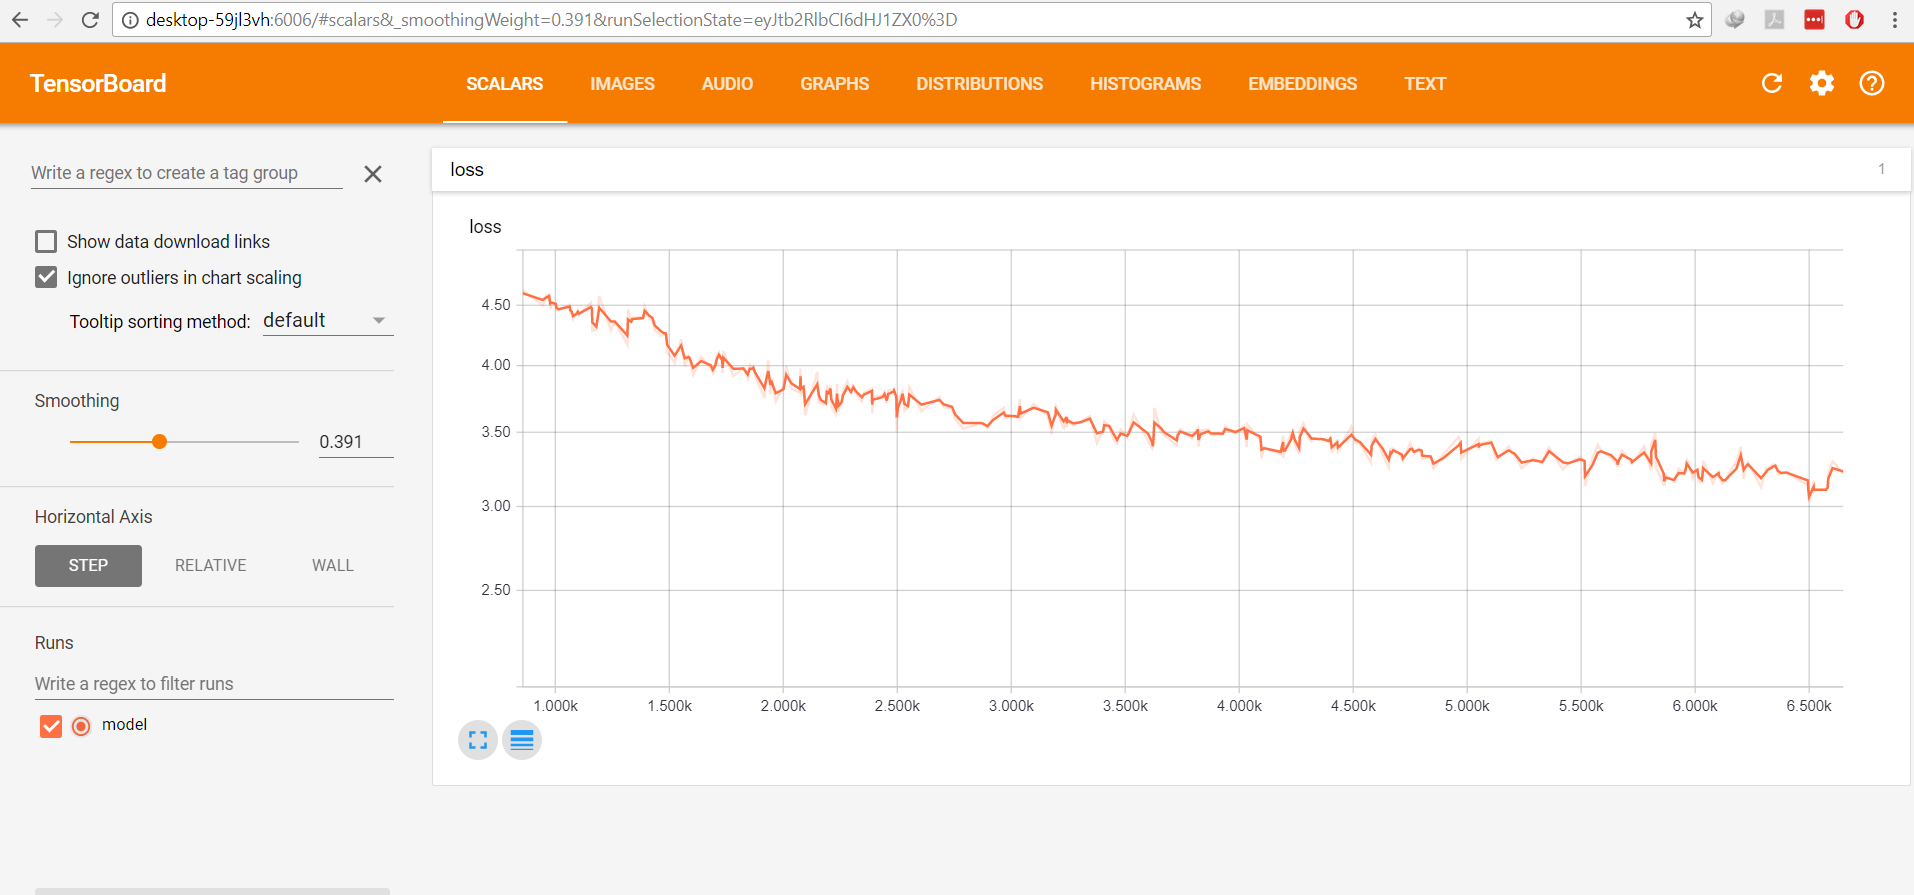 desktop-59jl3vh:6006/#scalars&_smoothingWeight=0.391&runSelectionState=eyJtb2RlbCI6dHJ1ZX0%3D
TensorBoard SCALARS IMAGES AUDIO GRAPHS DISTRIBUTIONS HISTOGRAMS EMBEDDINGS TEXT
Write a regex to create a tag group
Show data download links
Ignore outliers in chart scaling
Tooltip sorting method: default
Smoothing
0.391
Horizontal Axis
STEP RELATIVE WALL
Runs
Write a regex to filter runs
model
loss 1
loss
4.50
4.00
3.50
3.00
2.50
1.000k 1.500k 2.000k 2.500k 3.000k 3.500k 4.000k 4.500k 5.000k 5.500k 6.000k 6.500k